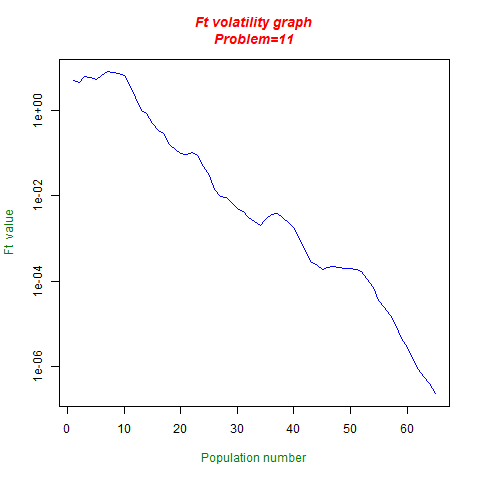 Ft volatility graph
Problem=11
1e+00
1e-02
1e-04
1e-06
Ft value
0 10 20 30 40 50 60
Population number